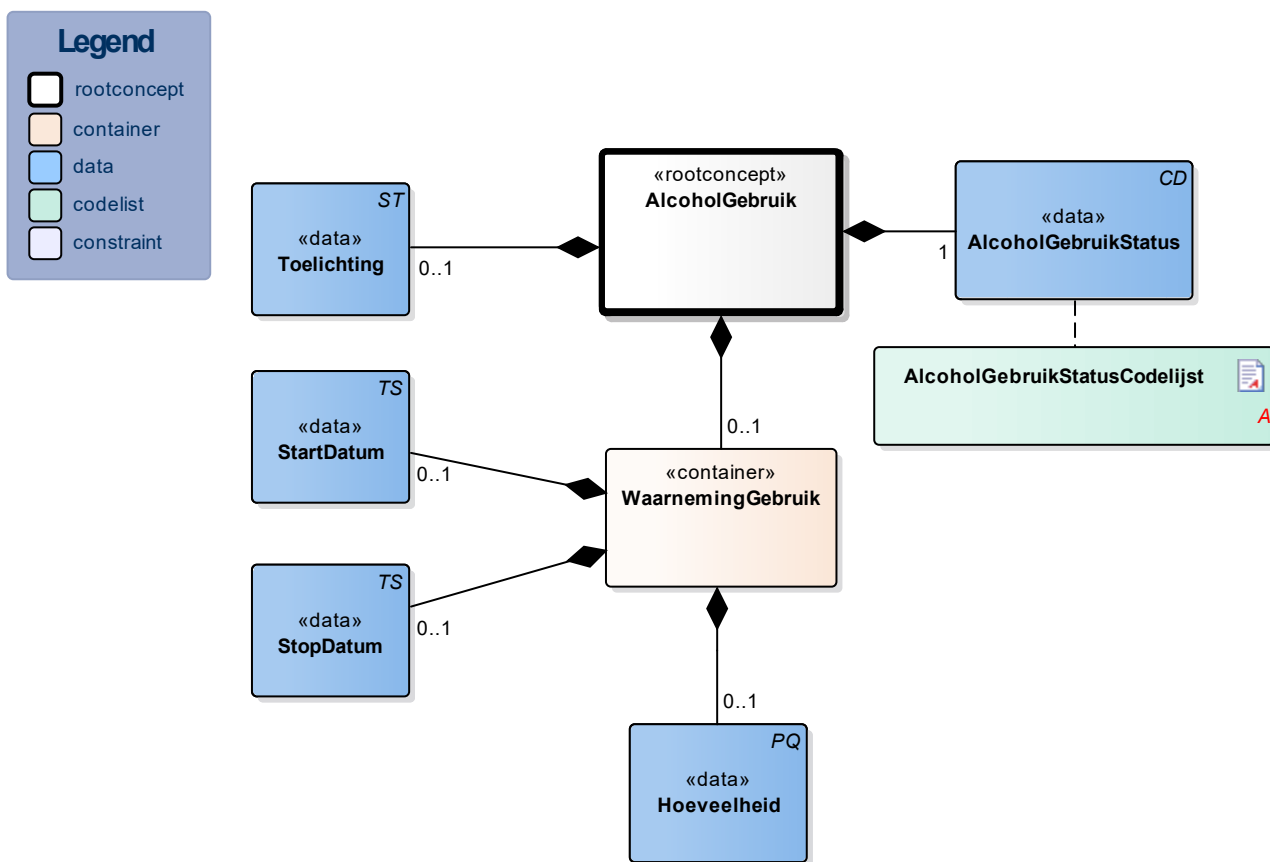 Legend
rootconcept
container
data
codelist
constraint
«rootconcept»
AlcoholGebruik
ST
«data»
Toelichting
0..1
CD
«data»
AlcoholGebruikStatus
1
AlcoholGebruikStatusCodelijst
A
0..1
TS
«data»
StartDatum
0..1
«container»
WaarnemingGebruik
TS
«data»
StopDatum
0..1
0..1
PQ
«data»
Hoeveelheid